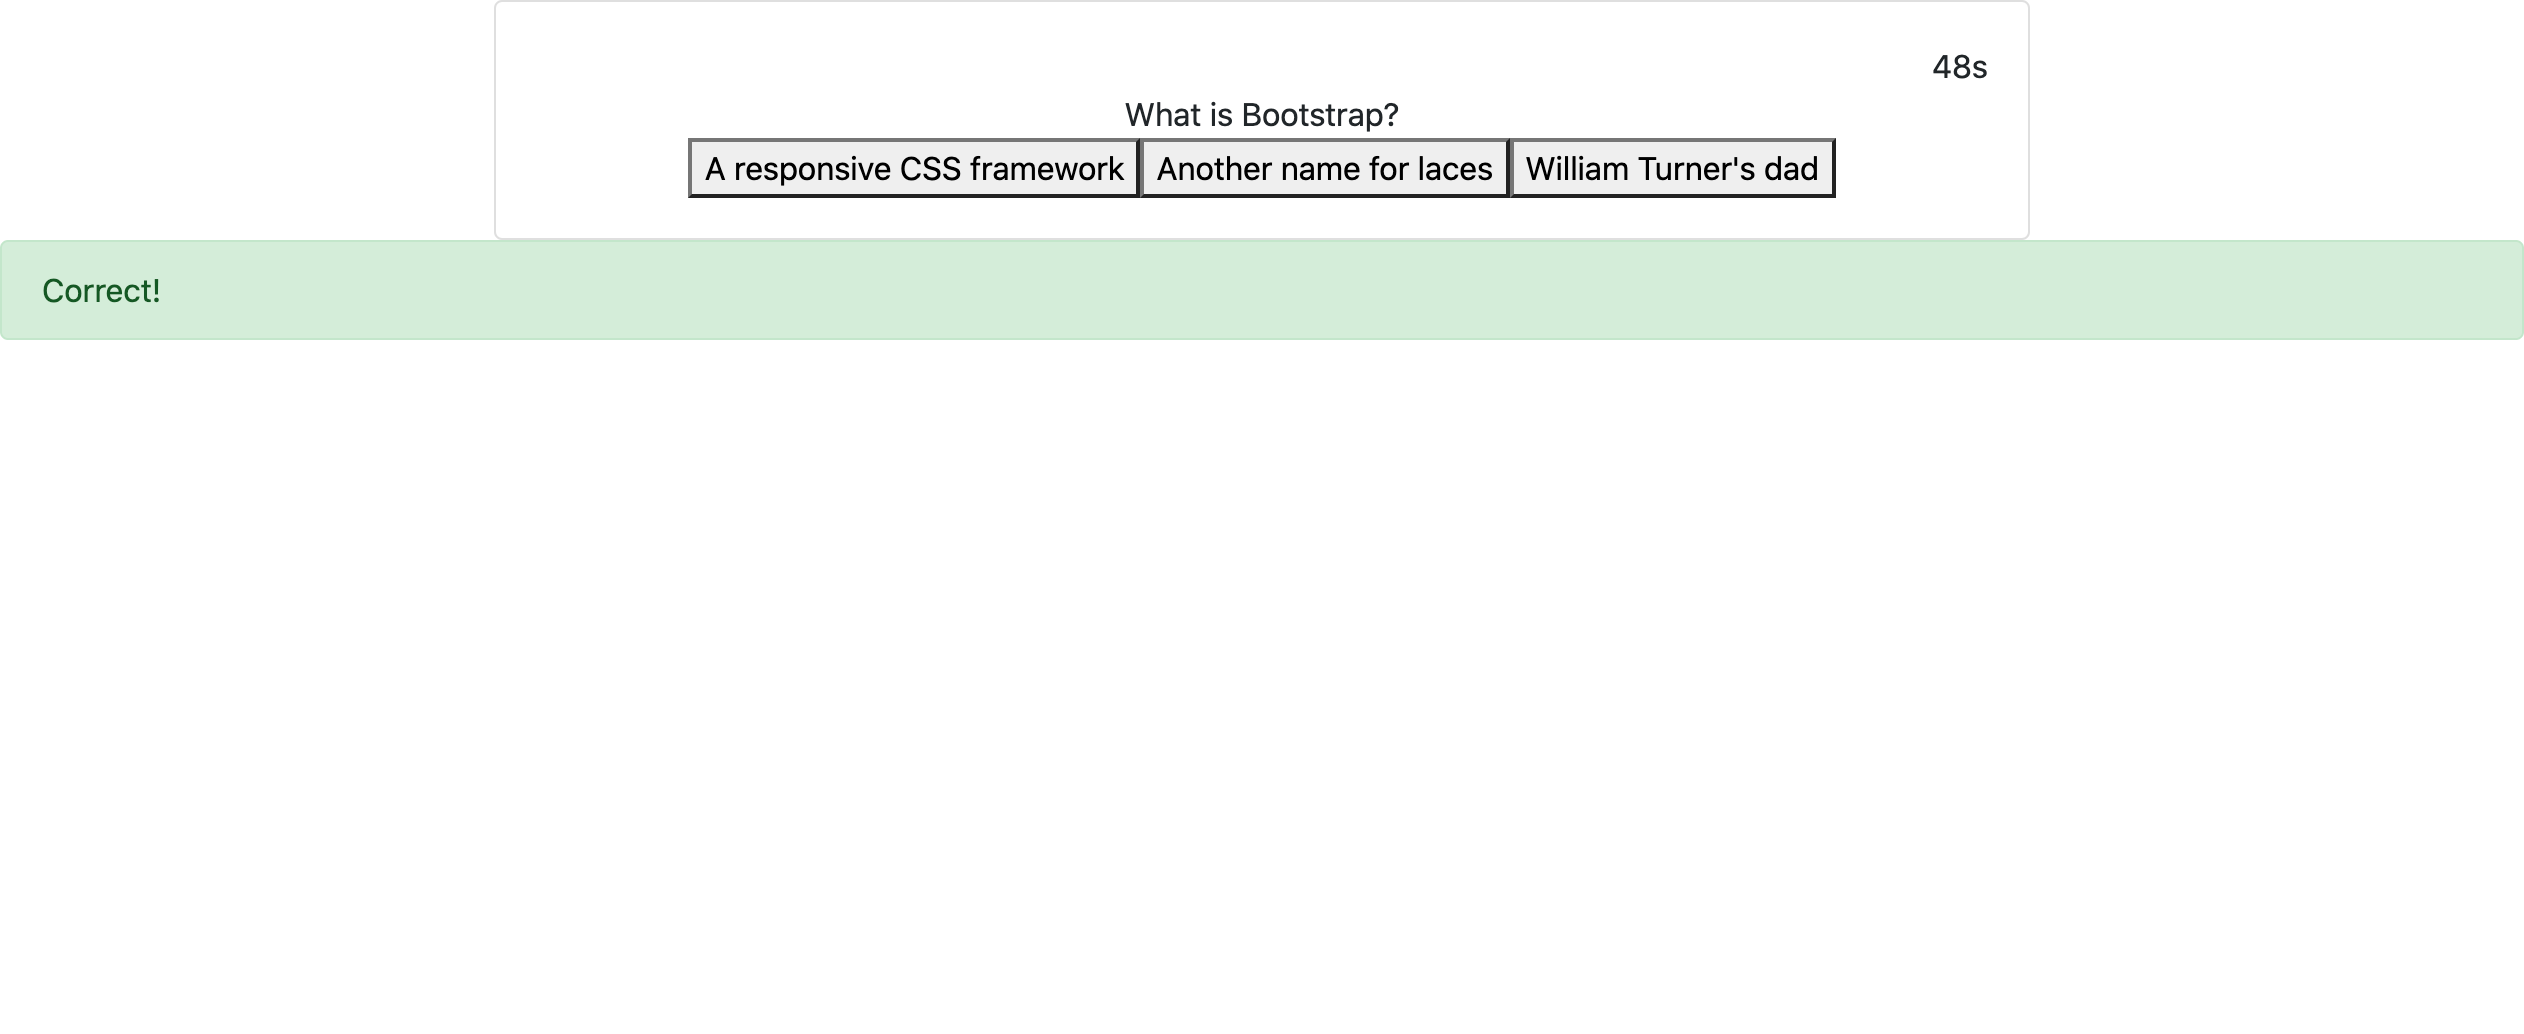 48s
What is Bootstrap?
A responsive CSS framework Another name for laces William Turner's dad
Correct!